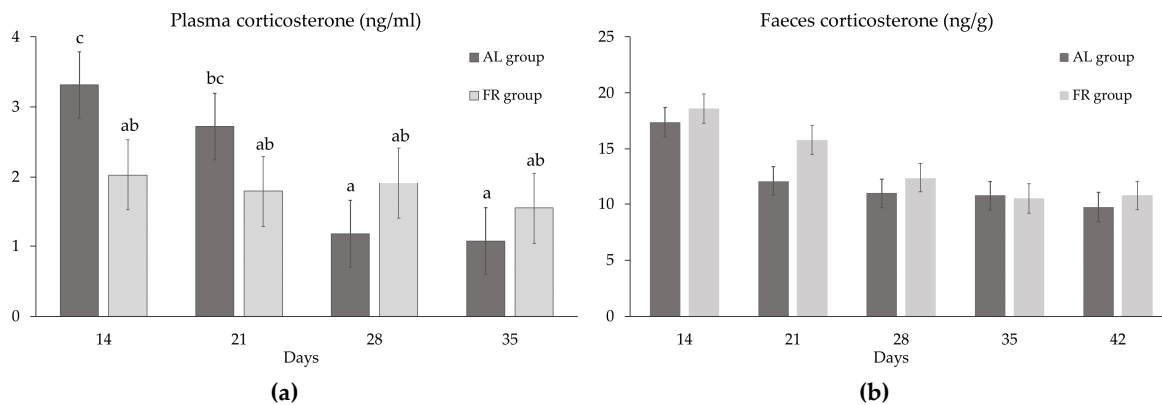 Plasma corticosterone (ng/ml)
4
3
2
1
0
c
ab
bc
ab
a
ab
a
ab
AL group
FR group
14 21 28 35
Days
(a)
Faeces corticosterone (ng/g)
25
20
15
10
5
0
AL group
FR group
14 21 28 35 42
Days
(b)